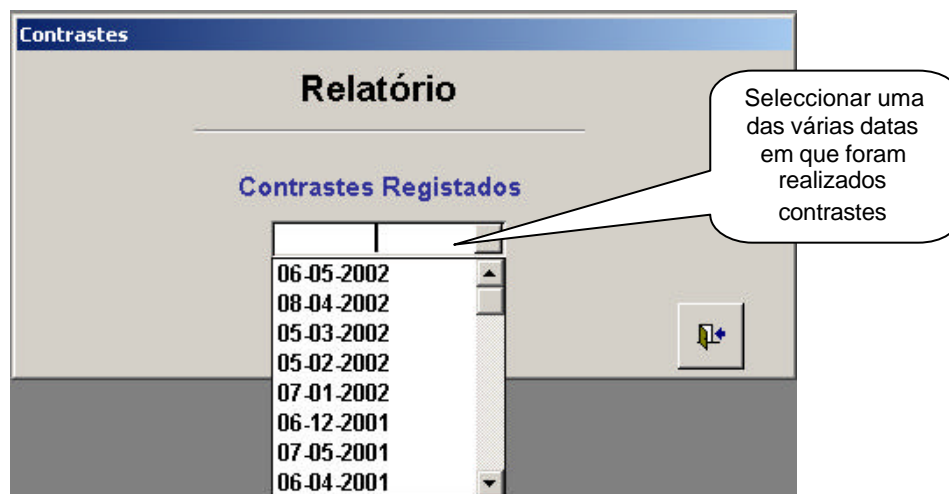 Contrastes
Relatório
Seleccionar uma
das várias datas
em que foram
realizados
contrastes
Contrastes Registados
06-05-2002
08-04-2002
05-03-2002
05-02-2002
07-01-2002
06-12-2001
07-05-2001
06-04-2001